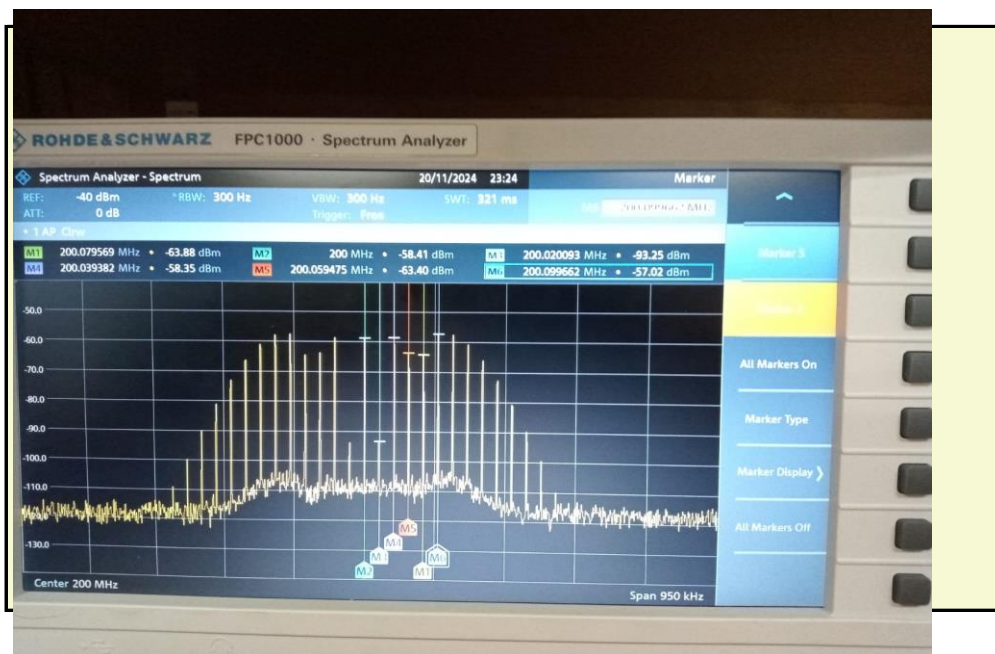 ROHDE&SCHWARZ FPC1000 · Spectrum Analyzer
Spectrum Analyzer - Spectrum 20/11/2024 23:24 Marker
REF: -40 dBm RBW: 300 Hz VBW: 300 Hz SWT: 321 ms
ATT: 0 dB Trigger: Free 200.099662 MHz
1 AP Clrw
M1 200.079569 MHz • -63.88 dBm M2 200 MHz • -58.41 dBm M3 200.020093 MHz • -93.25 dBm
M4 200.039382 MHz • -58.35 dBm M5 200.059475 MHz • -63.40 dBm M6 200.099662 MHz • -57.02 dBm
Marker 5
-50.0
-60.0
-70.0
All Markers On
-80.0
Marker Type
-90.0
-100.0
Marker Display
-110.0
All Markers Off
M5
-130.0
M4
M3
M6
M2
M1
Center 200 MHz Span 950 kHz